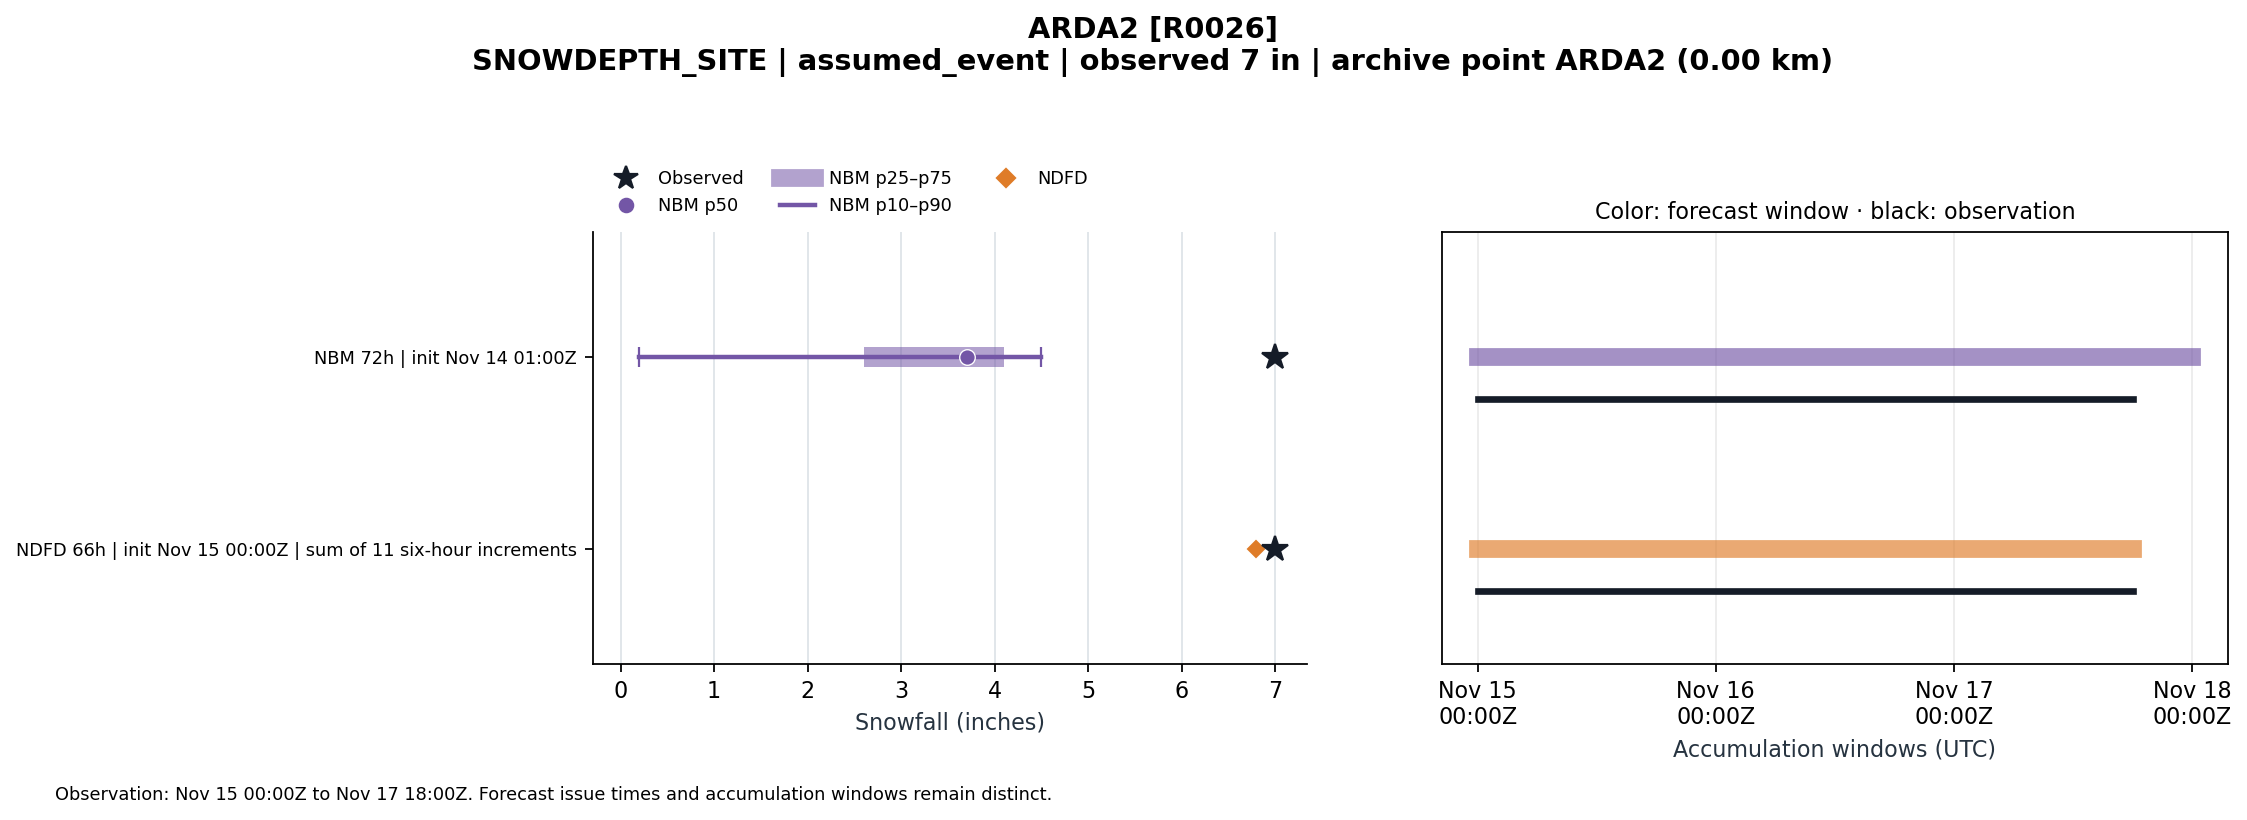 ARDA2 [R0026]
SNOWDEPTH_SITE | assumed_event | observed 7 in | archive point ARDA2 (0.00 km)
Observed
NBM p50
NBM p25–p75
NBM p10–p90
NDFD
NBM 72h | init Nov 14 01:00Z
NDFD 66h | init Nov 15 00:00Z | sum of 11 six-hour increments
0 1 2 3 4 5 6 7
Snowfall (inches)
Color: forecast window · black: observation
Nov 15 Nov 16 Nov 17 Nov 18
00:00Z 00:00Z 00:00Z 00:00Z
Accumulation windows (UTC)
Observation: Nov 15 00:00Z to Nov 17 18:00Z. Forecast issue times and accumulation windows remain distinct.